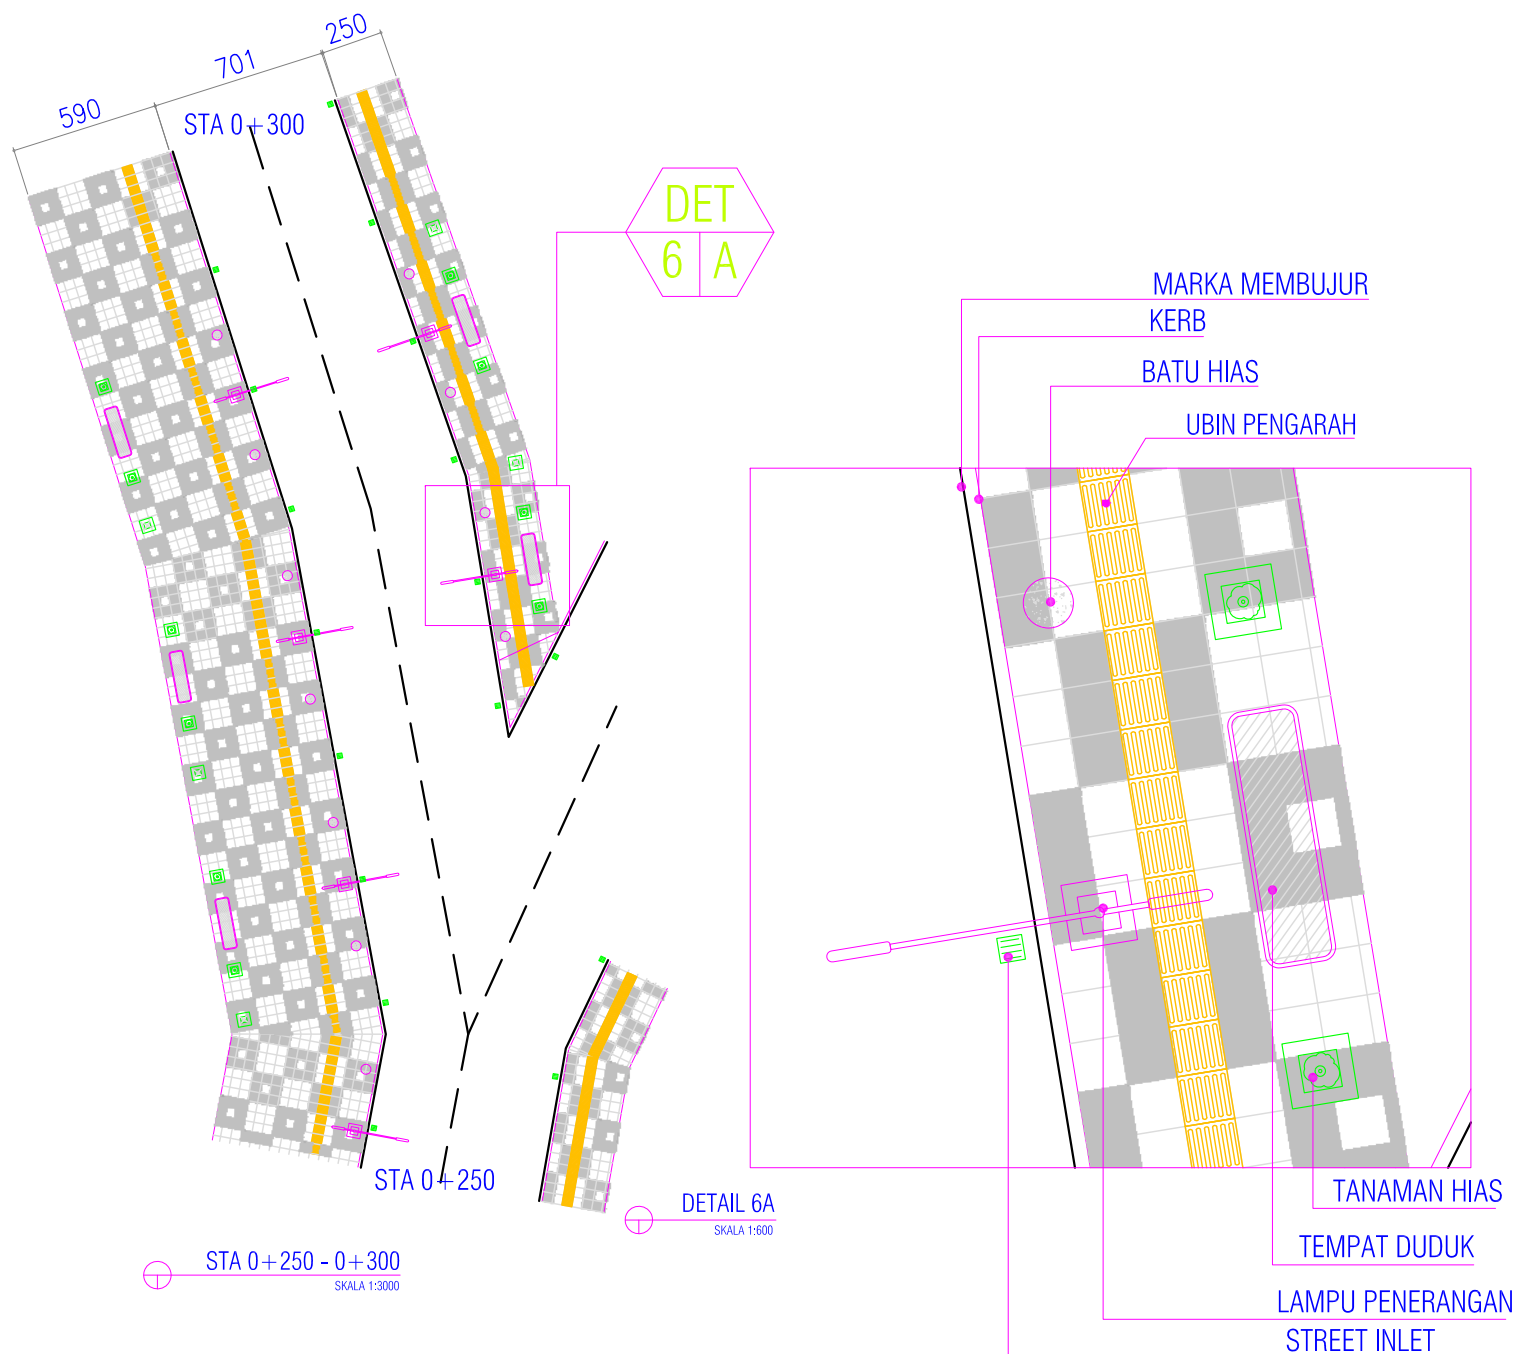 250
701
590
STA 0+300
DET
6 A
MARKA MEMBUJUR
KERB
BATU HIAS
UBIN PENGARAH
STA 0+250
DETAIL 6A
SKALA 1:600
TANAMAN HIAS
STA 0+250 - 0+300
SKALA 1:3000
TEMPAT DUDUK
LAMPU PENERANGAN
STREET INLET